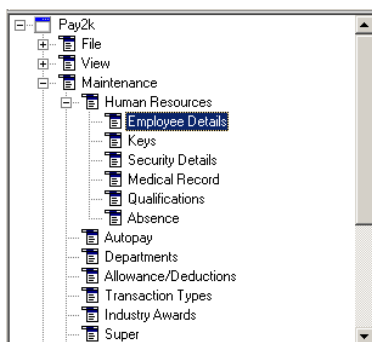 Pay2k
File
View
Maintenance
Human Resources
Employee Details
Keys
Security Details
Medical Record
Qualifications
Absence
Autopay
Departments
Allowance/Deductions
Transaction Types
Industry Awards
Super